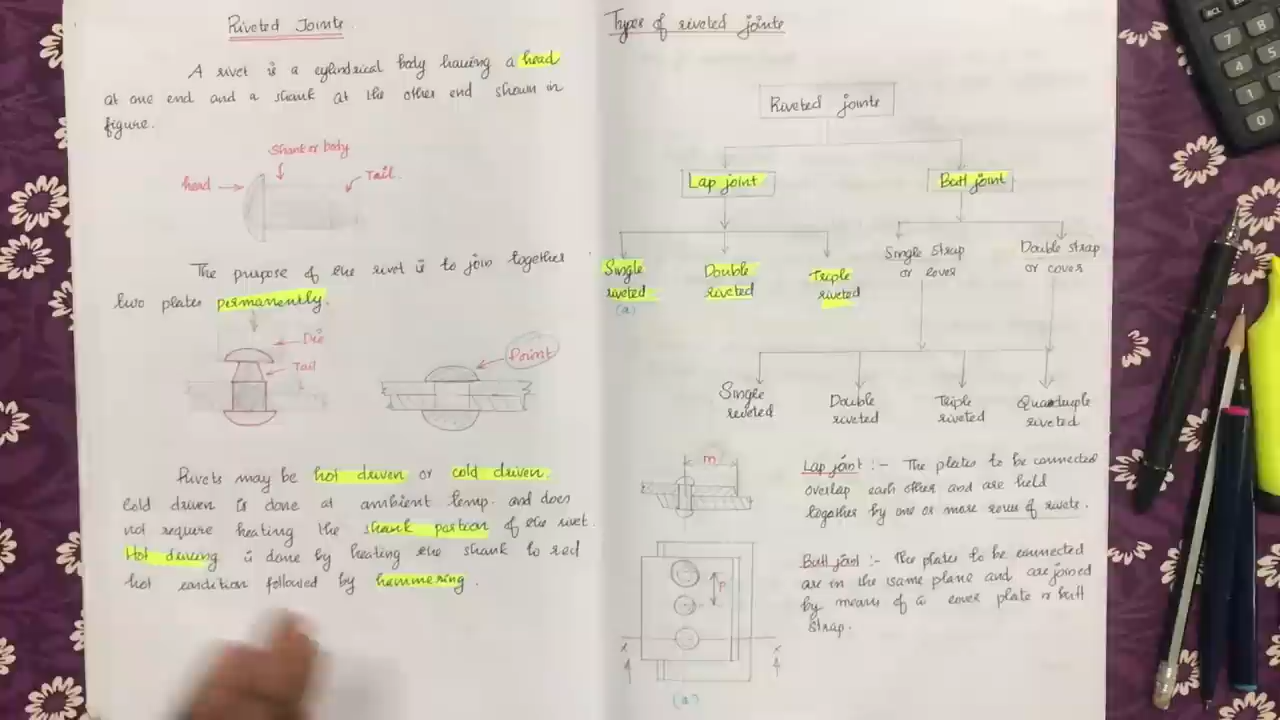 Riveted Joints.
A rivet is a cylindrical body having a head
at one end and a shank at the other end shown in
figure.
Shank or body
head
Tail.
The purpose of the rivet is to join together
two plates permanently.
Die
Tail
Point
Rivets may be hot driven or cold driven.
Cold driven is done at ambient temp. and does
not require heating the shank portion of the rivet.
Hot driving is done by heating the shank to red
hot condition followed by hammering.
Types of riveted joints
Riveted joints
Lap joint
Butt joint
Single
riveted
(a)
Double
riveted
Triple
riveted
Single strap
or cover
Double strap
or cover
Single
riveted
Double
riveted
Triple
riveted
Quadruple
riveted
m
Lap joint :- The plates to be connected
overlap each other and are held
together by one or more rows of rivets.
Butt joint :- The plates to be connected
are in the same plane and are joined
by means of a cover plate or butt
strap.
P
X
X
(a)
7
8
4
5
1
0